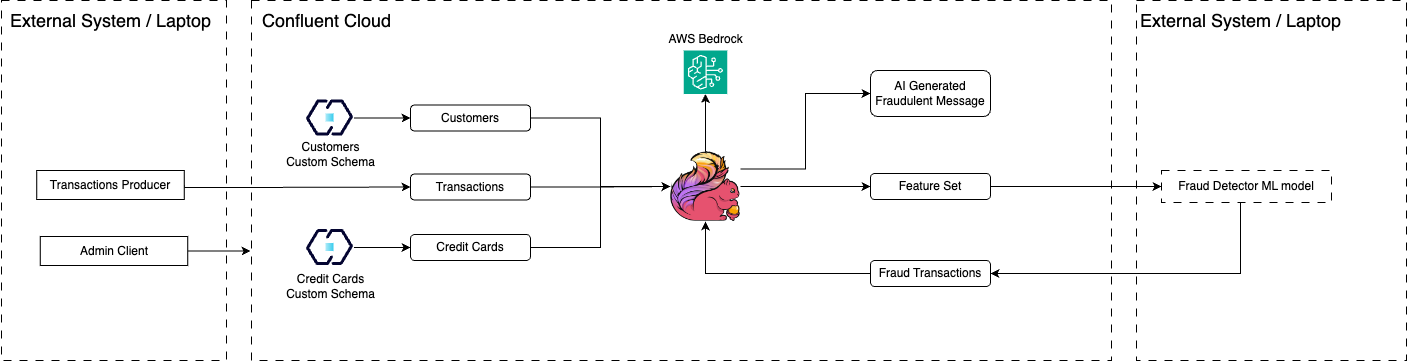 External System / Laptop
Confluent Cloud
External System / Laptop
AWS Bedrock
AI Generated
Fraudulent Message
Customers
Customers
Custom Schema
Transactions Producer
Transactions
Feature Set
Fraud Detector ML model
Admin Client
Credit Cards
Credit Cards
Custom Schema
Fraud Transactions